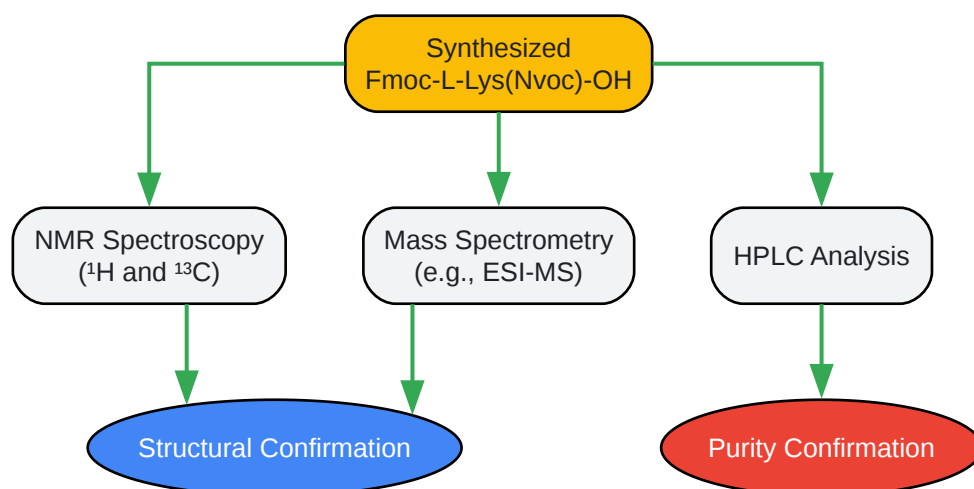 Synthesized
Fmoc-L-Lys(Nvoc)-OH
NMR Spectroscopy
(¹H and ¹³C)
Mass Spectrometry
(e.g., ESI-MS)
HPLC Analysis
Structural Confirmation
Purity Confirmation